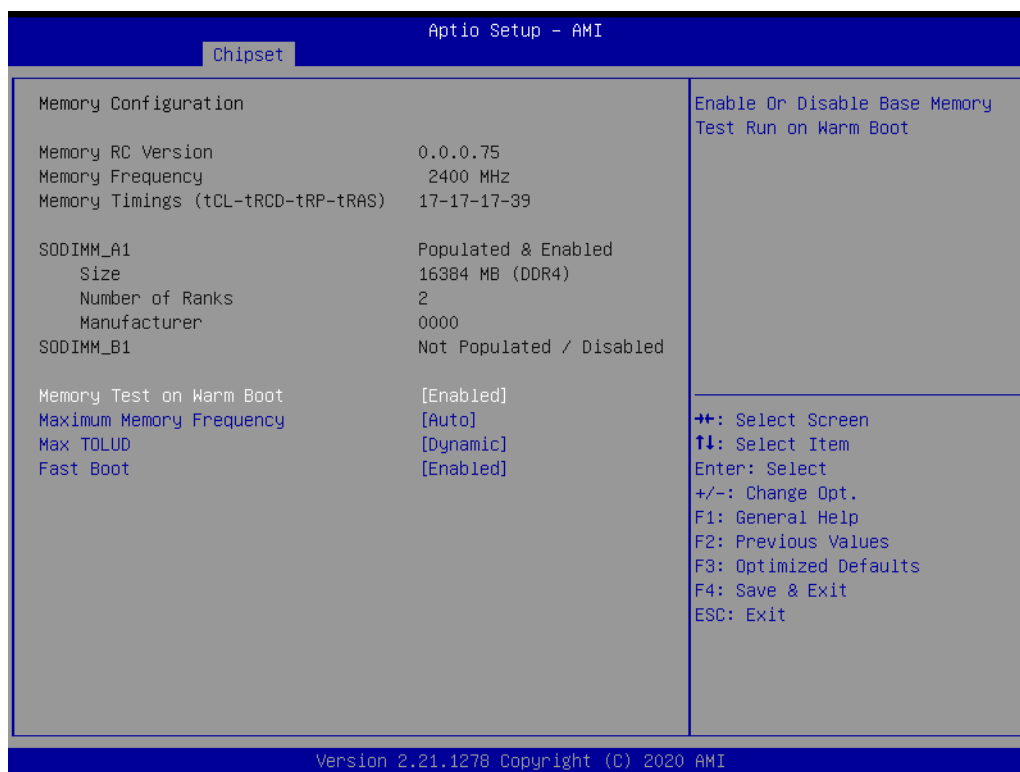 Aptio Setup - AMI
Chipset
Memory Configuration
Memory RC Version 0.0.0.75
Memory Frequency 2400 MHz
Memory Timings (tCL-tRCD-tRP-tRAS) 17-17-17-39
SODIMM_A1 Populated & Enabled
Size 16384 MB (DDR4)
Number of Ranks 2
Manufacturer 0000
SODIMM_B1 Not Populated / Disabled
Memory Test on Warm Boot [Enabled]
Maximum Memory Frequency [Auto]
Max TOLUD [Dynamic]
Fast Boot [Enabled]
Enable Or Disable Base Memory
Test Run on Warm Boot
→←: Select Screen
↑↓: Select Item
Enter: Select
+/-: Change Opt.
F1: General Help
F2: Previous Values
F3: Optimized Defaults
F4: Save & Exit
ESC: Exit
Version 2.21.1278 Copyright (C) 2020 AMI